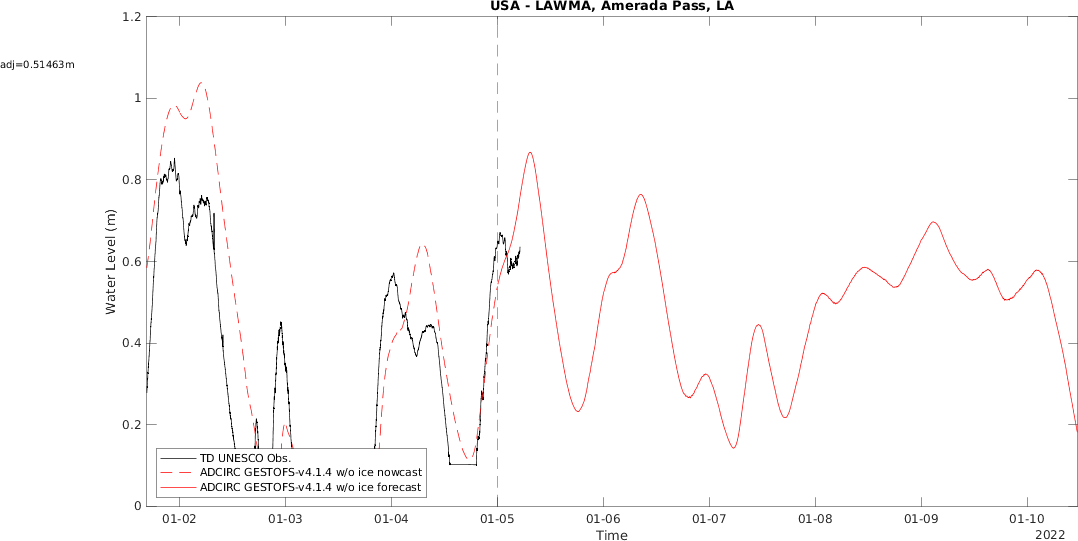 USA - LAWMA, Amerada Pass, LA
adj=0.51463m
1.2
1
0.8
0.6
0.4
0.2
0
Water Level (m)
TD UNESCO Obs.
ADCIRC GESTOFS-v4.1.4 w/o ice nowcast
ADCIRC GESTOFS-v4.1.4 w/o ice forecast
01-02 01-03 01-04 01-05 01-06 01-07 01-08 01-09 01-10
Time
2022